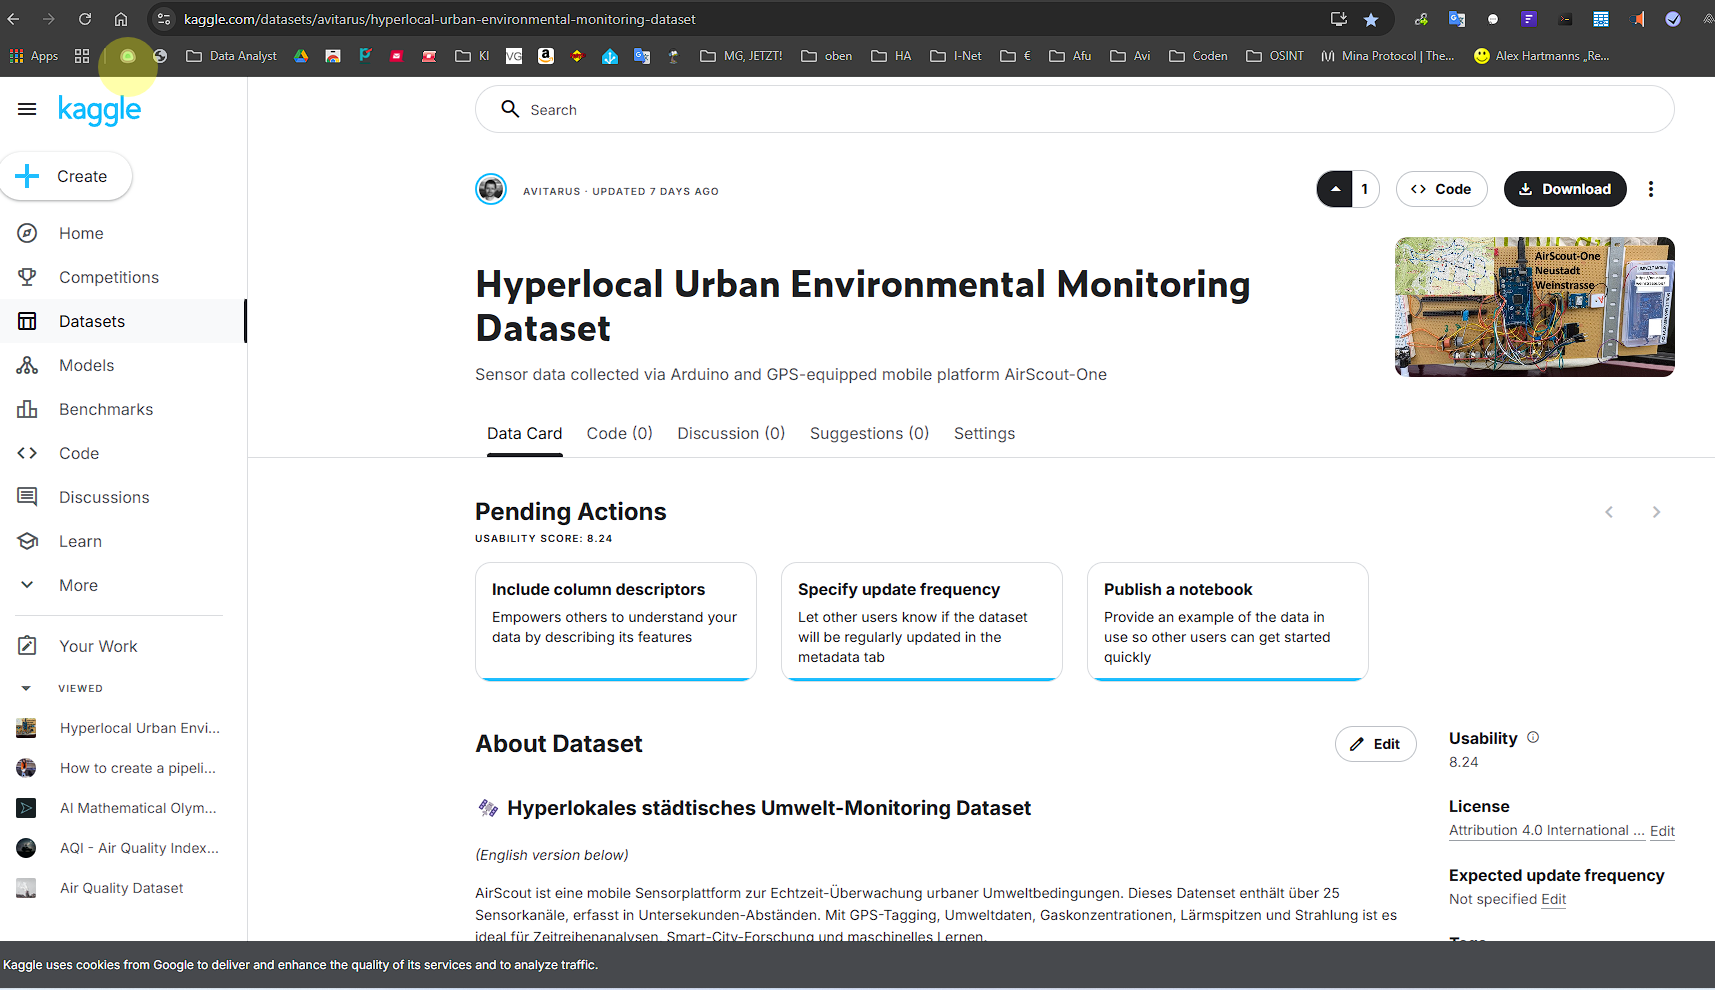 kaggle.com/datasets/avitarus/hyperlocal-urban-environmental-monitoring-dataset
Apps
Data Analyst
KI
VG
MG, JETZT!
oben
HA
I-Net
€
Afu
Avi
Coden
OSINT
Mina Protocol | The...
Alex Hartmanns „Re...
kaggle
Search
Create
Home
Competitions
Datasets
Models
Benchmarks
Code
Discussions
Learn
More
Your Work
VIEWED
Hyperlocal Urban Envi...
How to create a pipeli...
AI Mathematical Olym...
AQI - Air Quality Index...
Air Quality Dataset
AVITARUS · UPDATED 7 DAYS AGO
1
Code
Download
Hyperlocal Urban Environmental Monitoring
Dataset
Sensor data collected via Arduino and GPS-equipped mobile platform AirScout-One
AirScout-One
Neustadt
Weinstrasse
Data Card
Code (0)
Discussion (0)
Suggestions (0)
Settings
Pending Actions
USABILITY SCORE: 8.24
Include column descriptors
Empowers others to understand your
data by describing its features
Specify update frequency
Let other users know if the dataset
will be regularly updated in the
metadata tab
Publish a notebook
Provide an example of the data in
use so other users can get started
quickly
About Dataset
Edit
Hyperlokales städtisches Umwelt-Monitoring Dataset
(English version below)
AirScout ist eine mobile Sensorplattform zur Echtzeit-Überwachung urbaner Umweltbedingungen. Dieses Datenset enthält über 25
Sensorkanäle, erfasst in Untersekunden-Abständen. Mit GPS-Tagging, Umweltdaten, Gaskonzentrationen, Lärmspitzen und Strahlung ist es
ideal für Zeitreihenanalysen, Smart-City-Forschung und maschinelles Lernen.
Usability
8.24
License
Attribution 4.0 International ... Edit
Expected update frequency
Not specified Edit
Tags
Kaggle uses cookies from Google to deliver and enhance the quality of its services and to analyze traffic.